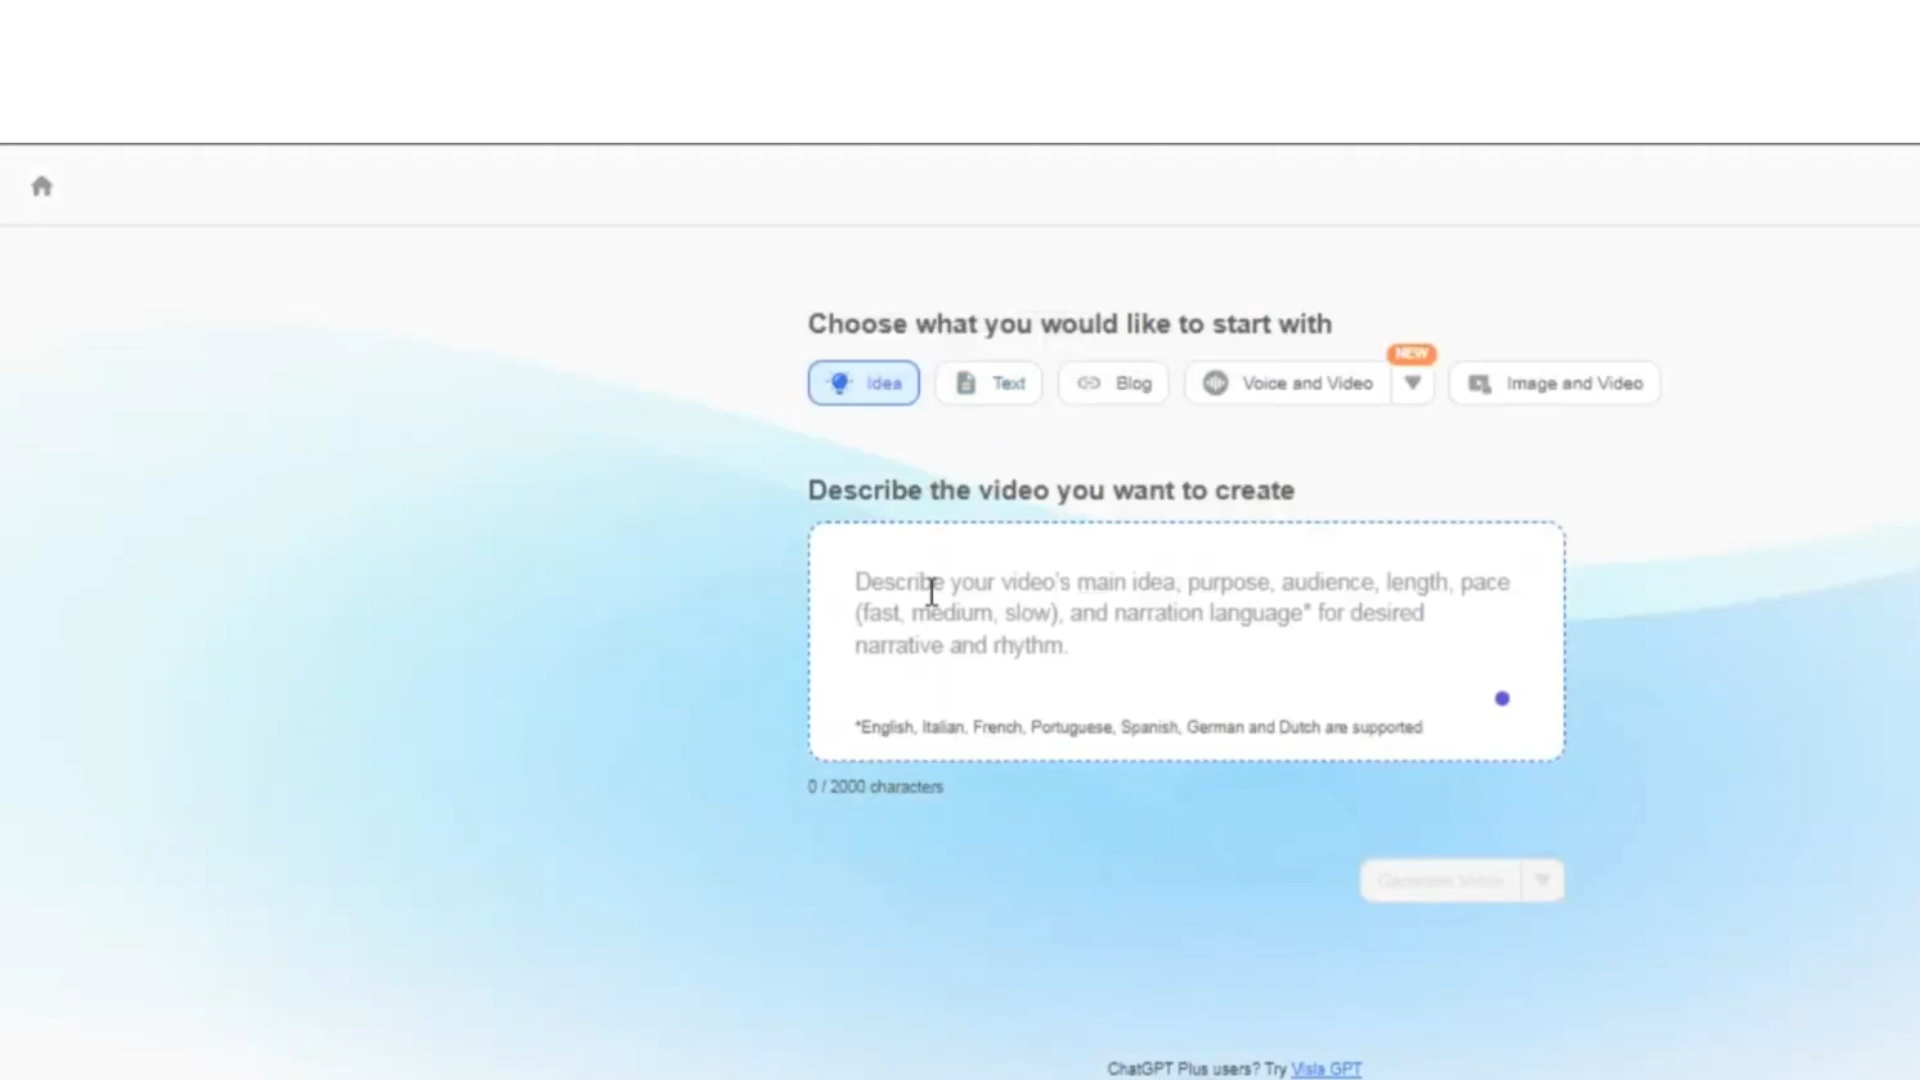 Choose what you would like to start with
NEW
Idea
Text
Blog
Voice and Video
Image and Video
Describe the video you want to create
Describe your video's main idea, purpose, audience, length, pace
(fast, medium, slow), and narration language* for desired
narrative and rhythm.
*English, Italian, French, Portuguese, Spanish, German and Dutch are supported
0 / 2000 characters
Generate Video
ChatGPT Plus users? Try Visla GPT